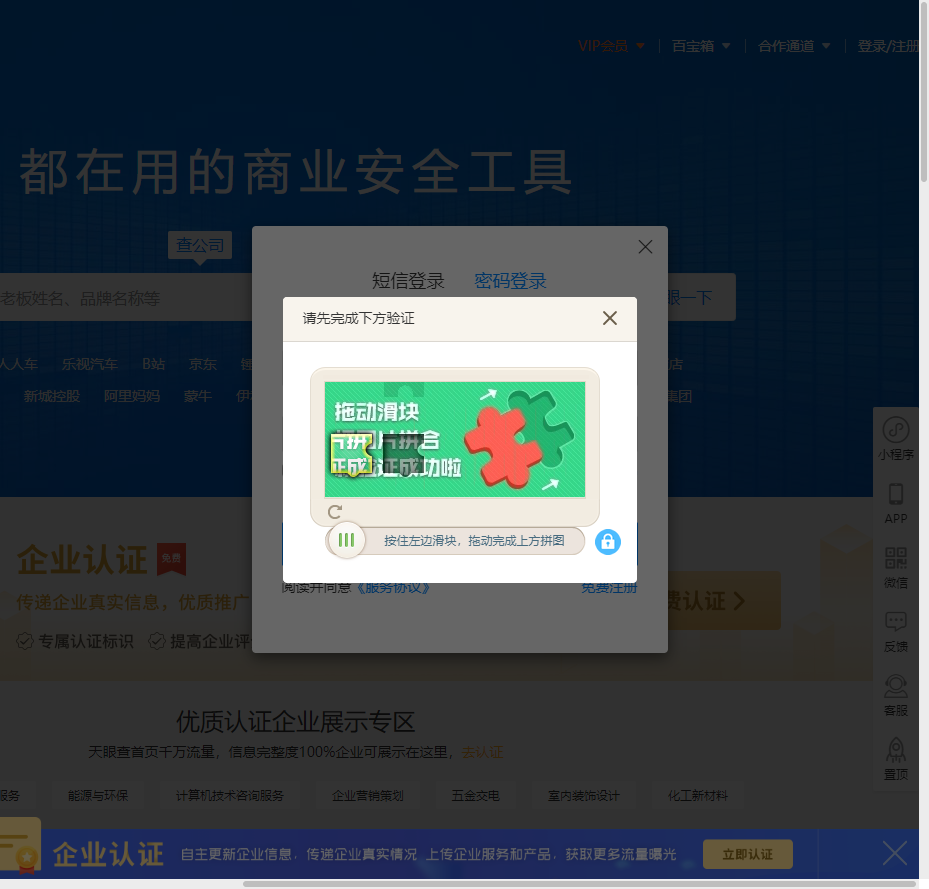 VIP会员
百宝箱
合作通道
登录/注册
都在用的商业安全工具
查公司
老板姓名、品牌名称等
眼一下
短信登录 密码登录
请先完成下方验证
拖动滑块
按住左边滑块，拖动完成上方拼图
人人车 乐视汽车 B站 京东
新城控股 阿里妈妈 蒙牛
店
集团
阅读并同意《服务协议》 免费注册
企业认证 免费
传递企业真实信息，优质推广
专属认证标识 提高企业评
费认证
小程序
APP
微信
反馈
客服
置顶
优质认证企业展示专区
天眼查首页千万流量，信息完整度100%企业可展示在这里，去认证
服务 能源与环保 计算机技术咨询服务 企业营销策划 五金交电 室内装饰设计 化工新材料
企业认证 自主更新企业信息，传递企业真实情况 上传企业服务和产品，获取更多流量曝光 立即认证